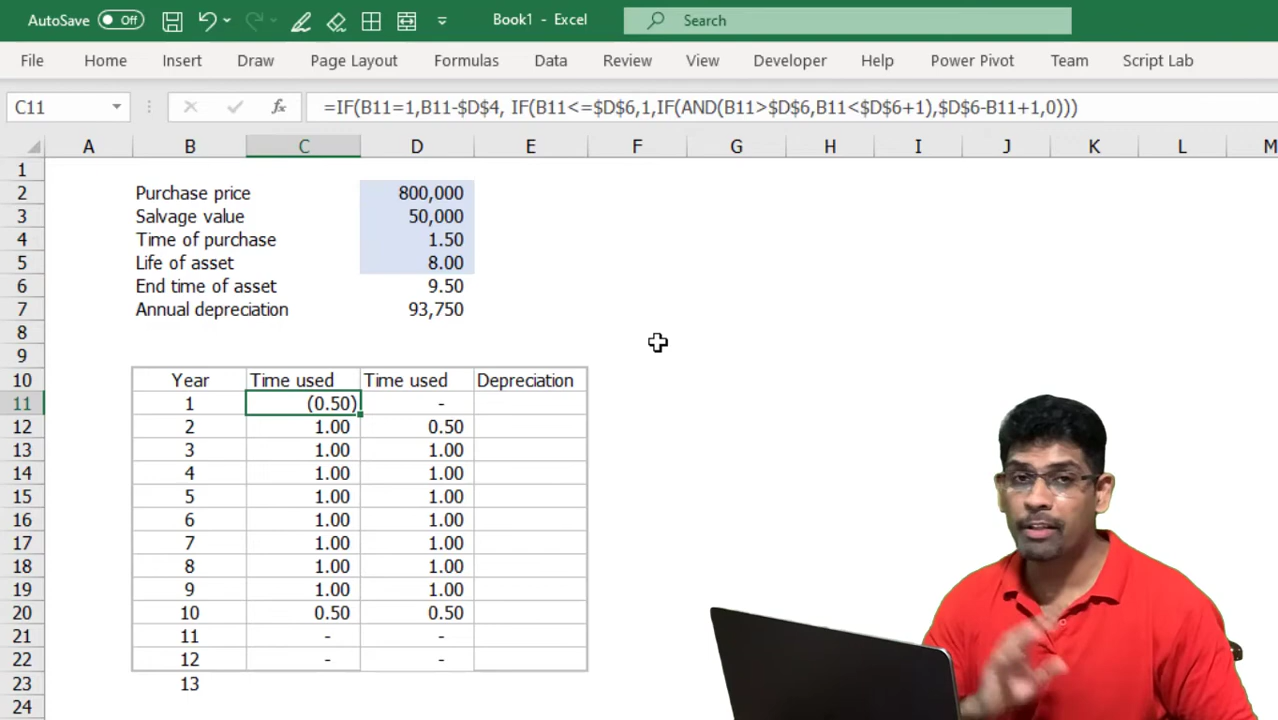 AutoSave Off Book1 - Excel Search
File Home Insert Draw Page Layout Formulas Data Review View Developer Help Power Pivot Team Script Lab
C11 fx =IF(B11=1,B11-$D$4, IF(B11<=$D$6,1,IF(AND(B11>$D$6,B11<$D$6+1),$D$6-B11+1,0)))
A B C D E F G H I J K L M
1
2 Purchase price 800,000
3 Salvage value 50,000
4 Time of purchase 1.50
5 Life of asset 8.00
6 End time of asset 9.50
7 Annual depreciation 93,750
8
9
10 Year Time used Time used Depreciation
11 1 (0.50) -
12 2 1.00 0.50
13 3 1.00 1.00
14 4 1.00 1.00
15 5 1.00 1.00
16 6 1.00 1.00
17 7 1.00 1.00
18 8 1.00 1.00
19 9 1.00 1.00
20 10 0.50 0.50
21 11 - -
22 12 - -
23 13
24